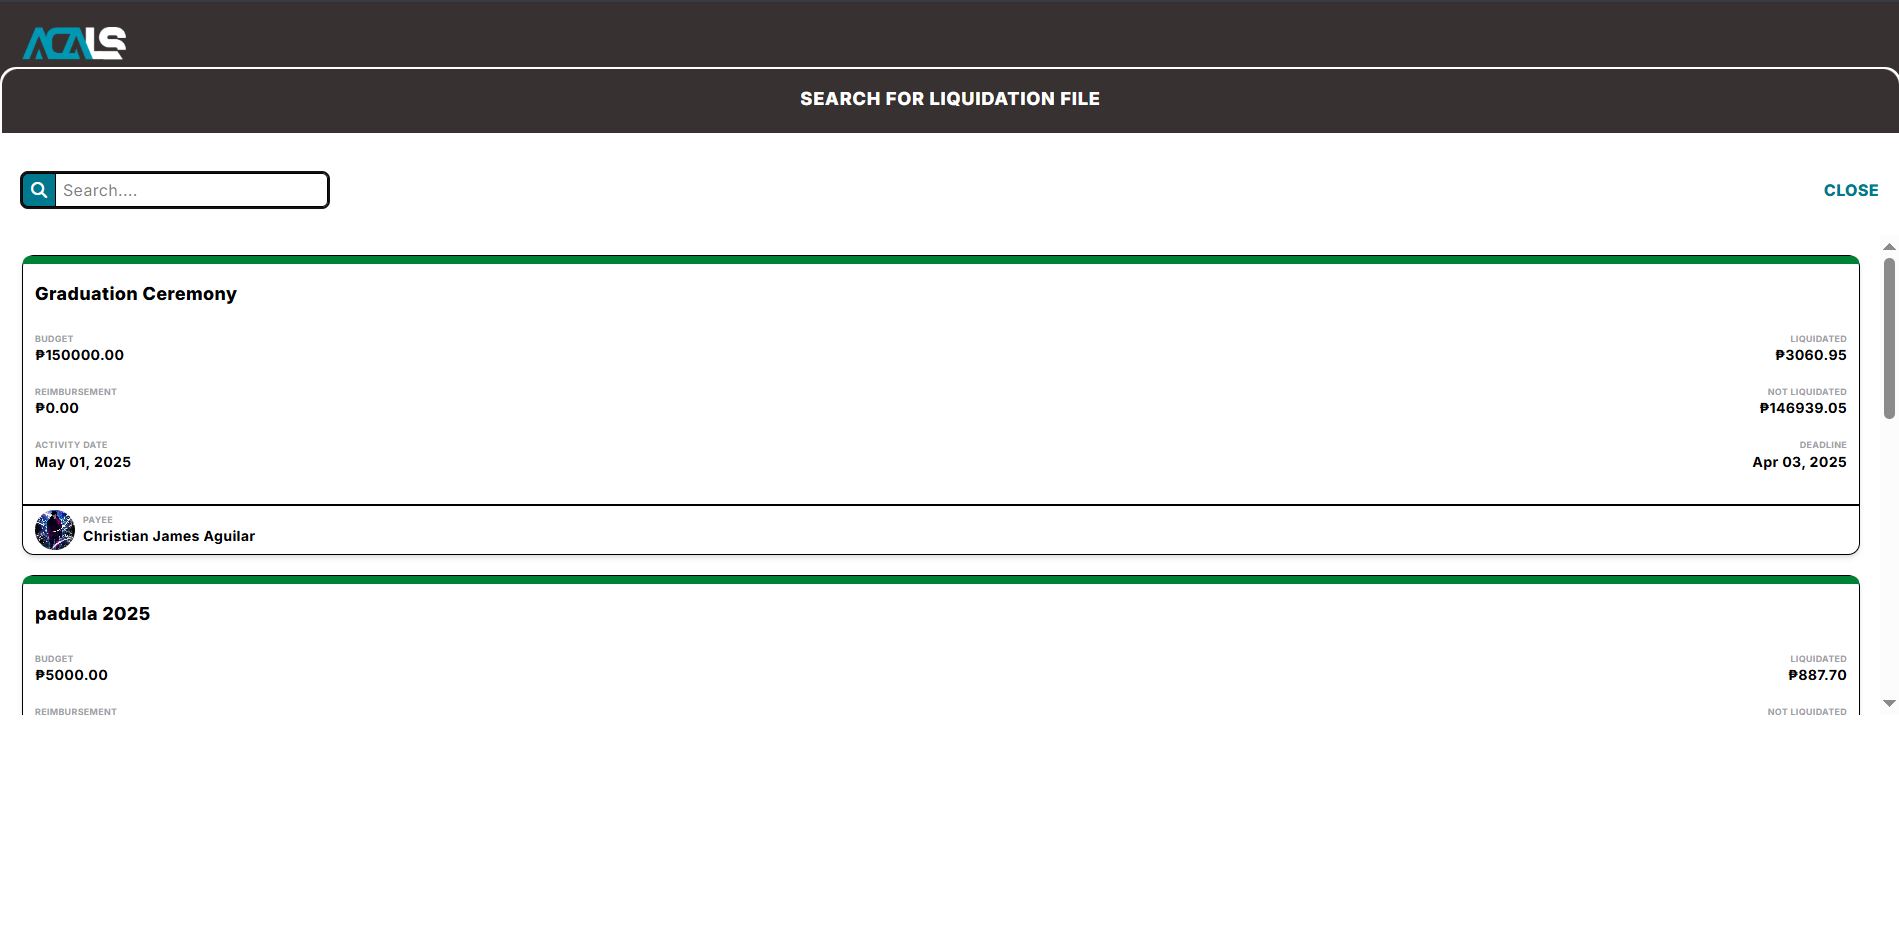 ACALS
SEARCH FOR LIQUIDATION FILE
Search....
CLOSE
Graduation Ceremony
BUDGET
₱150000.00
LIQUIDATED
₱3060.95
REIMBURSEMENT
₱0.00
NOT LIQUIDATED
₱146939.05
ACTIVITY DATE
May 01, 2025
DEADLINE
Apr 03, 2025
PAYEE
Christian James Aguilar
padula 2025
BUDGET
₱5000.00
LIQUIDATED
₱887.70
REIMBURSEMENT
NOT LIQUIDATED